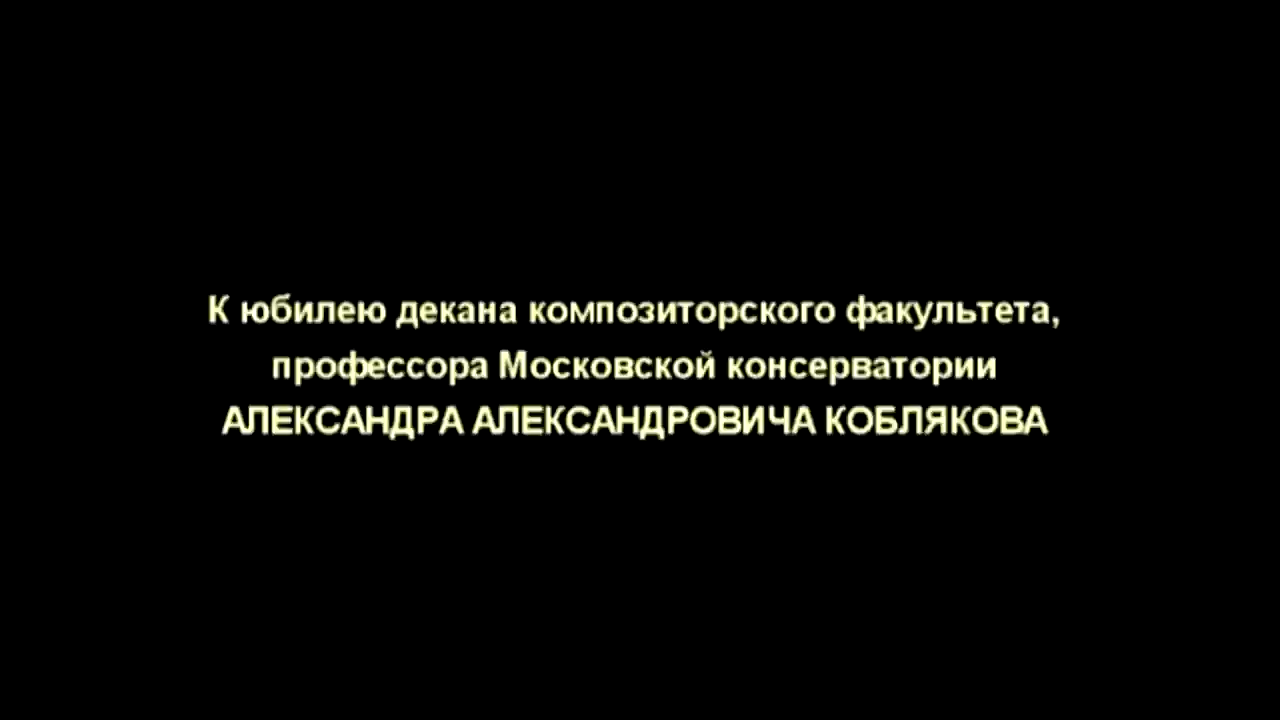 К юбилею декана композиторского факультета,
профессора Московской консерватории
АЛЕКСАНДРА АЛЕКСАНДРОВИЧА КОБЛЯКОВА